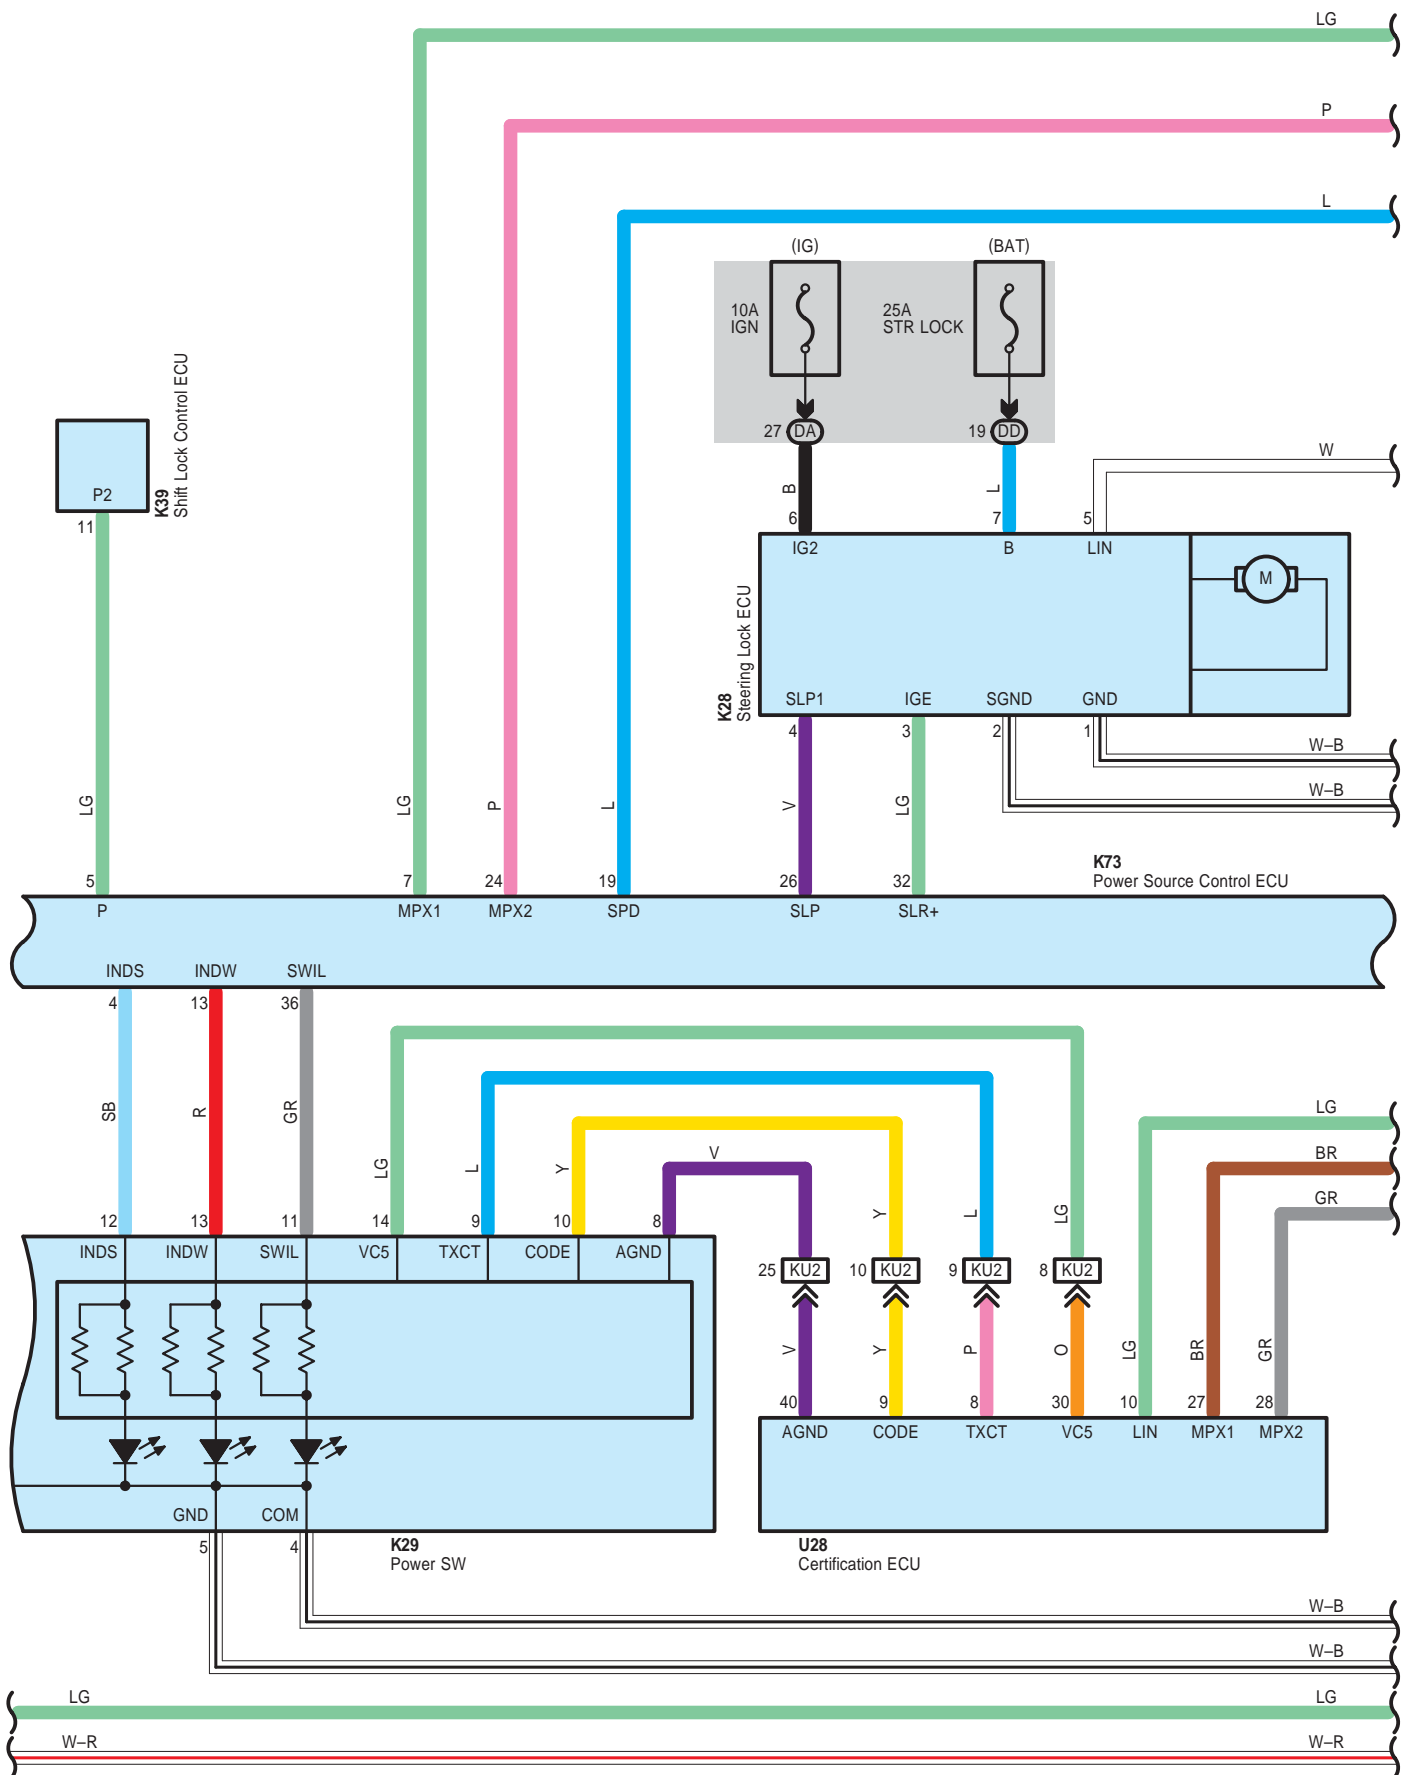 LG
P
L
(IG)
(BAT)
10A
IGN
25A
STR LOCK
27 DA
19 DD
W
K39
Shift Lock Control ECU
P2
11
B
L
6
7
5
IG2
B
LIN
M
K28
Steering Lock ECU
SLP1
IGE
SGND
GND
4
3
2
1
W–B
W–B
LG
LG
P
L
V
LG
K73
Power Source Control ECU
5
7
24
19
26
32
P
MPX1
MPX2
SPD
SLP
SLR+
INDS
INDW
SWIL
4
13
36
SB
R
GR
LG
L
Y
V
LG
BR
GR
Y
L
LG
12
13
11
14
9
10
8
INDS
INDW
SWIL
VC5
TXCT
CODE
AGND
25 KU2
10 KU2
9 KU2
8 KU2
V
Y
P
O
LG
BR
GR
40
9
8
30
10
27
28
AGND
CODE
TXCT
VC5
LIN
MPX1
MPX2
GND
COM
5
4
K29
Power SW
U28
Certification ECU
W–B
W–B
LG
LG
W–R
W–R